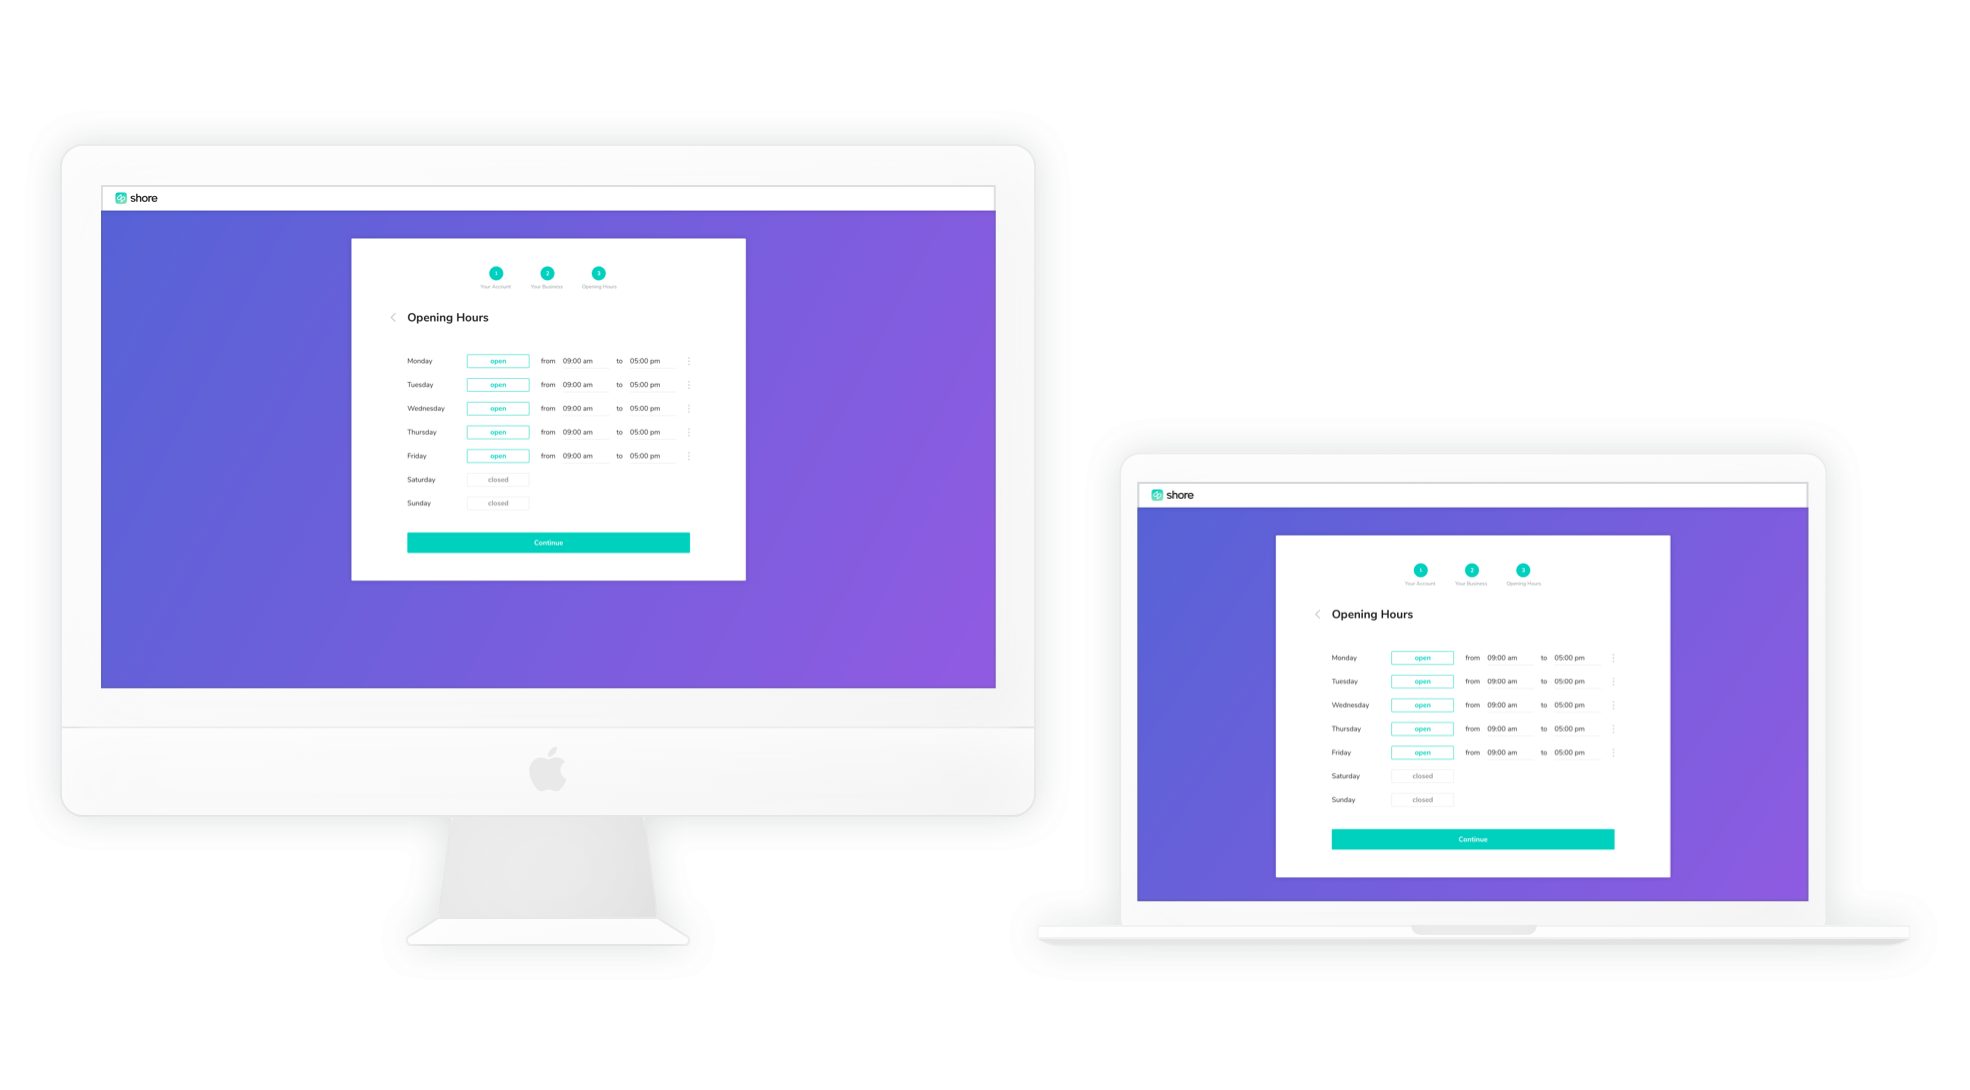 shore
1 2 3
Your Account Your Business Opening Hours
Opening Hours
Monday open from 09:00 am to 05:00 pm
Tuesday open from 09:00 am to 05:00 pm
Wednesday open from 09:00 am to 05:00 pm
Thursday open from 09:00 am to 05:00 pm
Friday open from 09:00 am to 05:00 pm
Saturday closed
Sunday closed
Continue
shore
1 2 3
Your Account Your Business Opening Hours
Opening Hours
Monday open from 09:00 am to 05:00 pm
Tuesday open from 09:00 am to 05:00 pm
Wednesday open from 09:00 am to 05:00 pm
Thursday open from 09:00 am to 05:00 pm
Friday open from 09:00 am to 05:00 pm
Saturday closed
Sunday closed
Continue